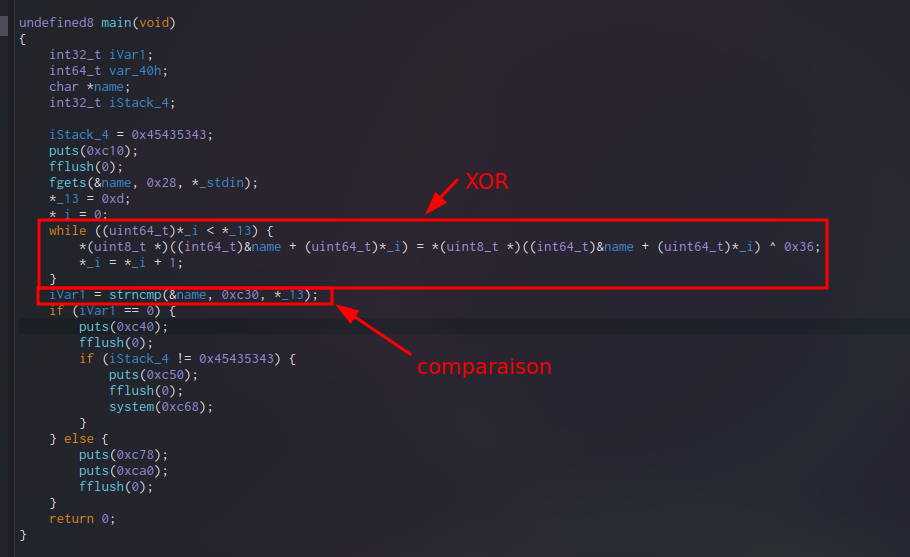 undefined8 main(void)
{
    int32_t iVar1;
    int64_t var_40h;
    char *name;
    int32_t iStack_4;

    iStack_4 = 0x45435343;
    puts(0xc10);
    fflush(0);
    fgets(&name, 0x28, *_stdin);
    *_13 = 0xd;
    *_i = 0;
XOR
    while ((uint64_t)*_i < *_13) {
        *(uint8_t *)((int64_t)&name + (uint64_t)*_i) = *(uint8_t *)((int64_t)&name + (uint64_t)*_i) ^ 0x36;
        *_i = *_i + 1;
    }
    iVar1 = strncmp(&name, 0xc30, *_13);
    if (iVar1 == 0) {
        puts(0xc40);
        fflush(0);
        if (iStack_4 != 0x45435343) {
comparaison
            puts(0xc50);
            fflush(0);
            system(0xc68);
        }
    } else {
        puts(0xc78);
        puts(0xca0);
        fflush(0);
    }
    return 0;
}